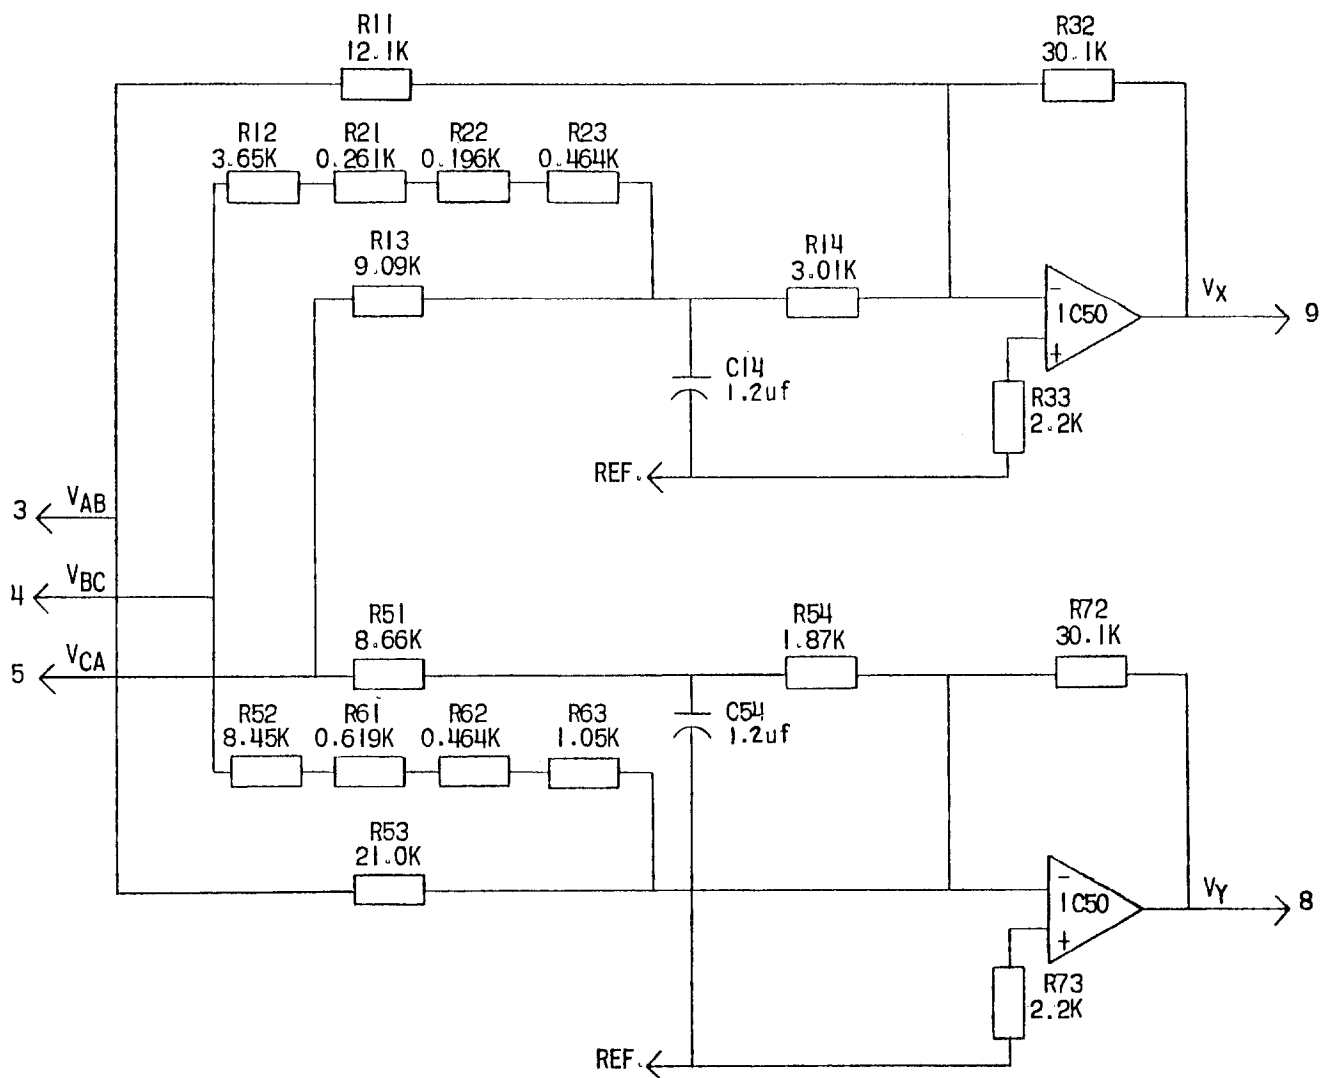 R11
12.1K
R32
30.1K
R12
3.65K
R21
0.261K
R22
0.196K
R23
0.464K
R13
9.09K
R14
3.01K
-
IC50
+
VX
9
C14
1.2uf
R33
2.2K
REF.
3 VAB
4 VBC
5 VCA
R51
8.66K
R54
1.87K
R72
30.1K
R52
8.45K
R61
0.619K
R62
0.464K
R63
1.05K
C54
1.2uf
R53
21.0K
-
IC50
+
VY
8
R73
2.2K
REF.